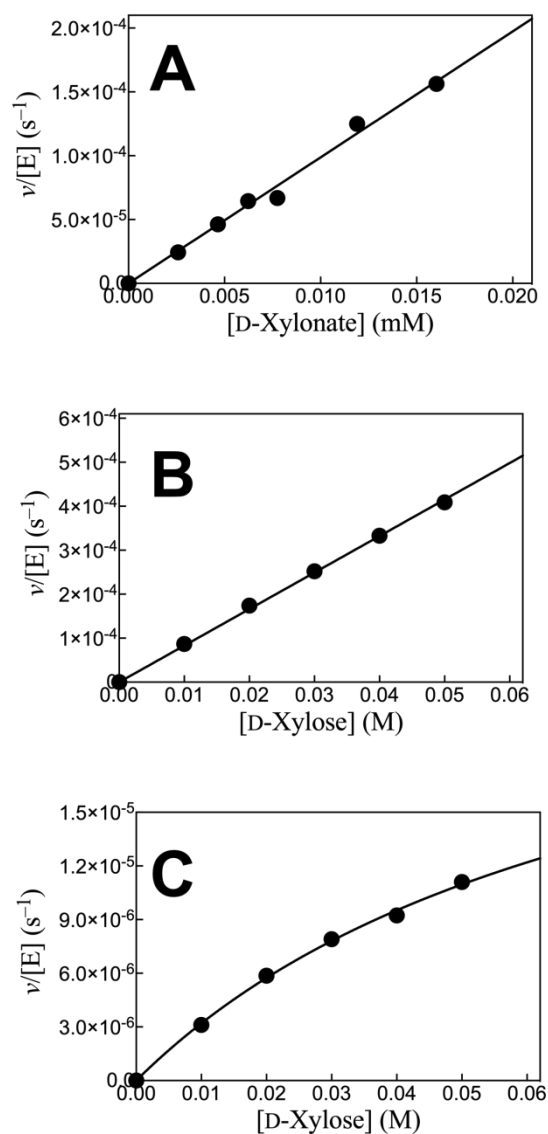 A
v/[E] (s⁻¹)
2.0×10⁻⁴
1.5×10⁻⁴
1.0×10⁻⁴
5.0×10⁻⁵
0.0
0.000 0.005 0.010 0.015 0.020
[D-Xylonate] (mM)
B
v/[E] (s⁻¹)
6×10⁻⁴
5×10⁻⁴
4×10⁻⁴
3×10⁻⁴
2×10⁻⁴
1×10⁻⁴
0
0.00 0.01 0.02 0.03 0.04 0.05 0.06
[D-Xylose] (M)
C
v/[E] (s⁻¹)
1.5×10⁻⁵
1.2×10⁻⁵
9.0×10⁻⁶
6.0×10⁻⁶
3.0×10⁻⁶
0.0
0.00 0.01 0.02 0.03 0.04 0.05 0.06
[D-Xylose] (M)